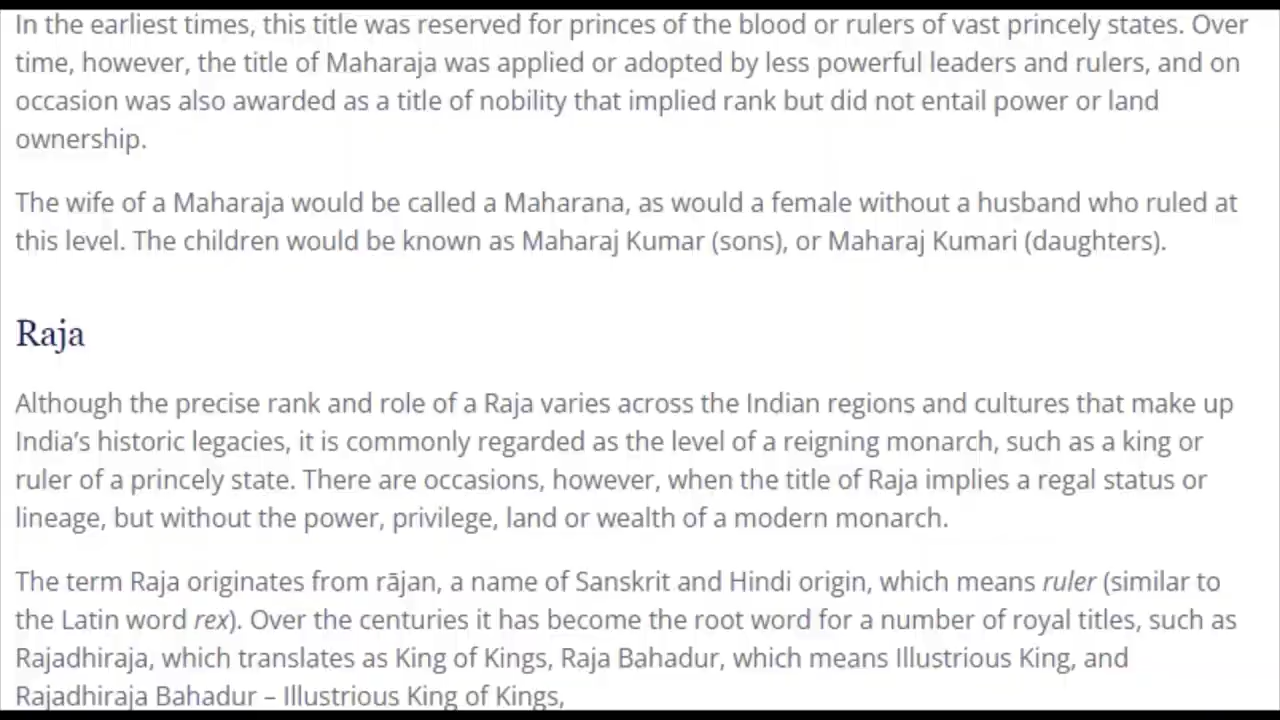 In the earliest times, this title was reserved for princes of the blood or rulers of vast princely states. Over
time, however, the title of Maharaja was applied or adopted by less powerful leaders and rulers, and on
occasion was also awarded as a title of nobility that implied rank but did not entail power or land
ownership.
The wife of a Maharaja would be called a Maharana, as would a female without a husband who ruled at
this level. The children would be known as Maharaj Kumar (sons), or Maharaj Kumari (daughters).
Raja
Although the precise rank and role of a Raja varies across the Indian regions and cultures that make up
India’s historic legacies, it is commonly regarded as the level of a reigning monarch, such as a king or
ruler of a princely state. There are occasions, however, when the title of Raja implies a regal status or
lineage, but without the power, privilege, land or wealth of a modern monarch.
The term Raja originates from rājan, a name of Sanskrit and Hindi origin, which means ruler (similar to
the Latin word rex). Over the centuries it has become the root word for a number of royal titles, such as
Rajadhiraja, which translates as King of Kings, Raja Bahadur, which means Illustrious King, and
Rajadhiraja Bahadur – Illustrious King of Kings,